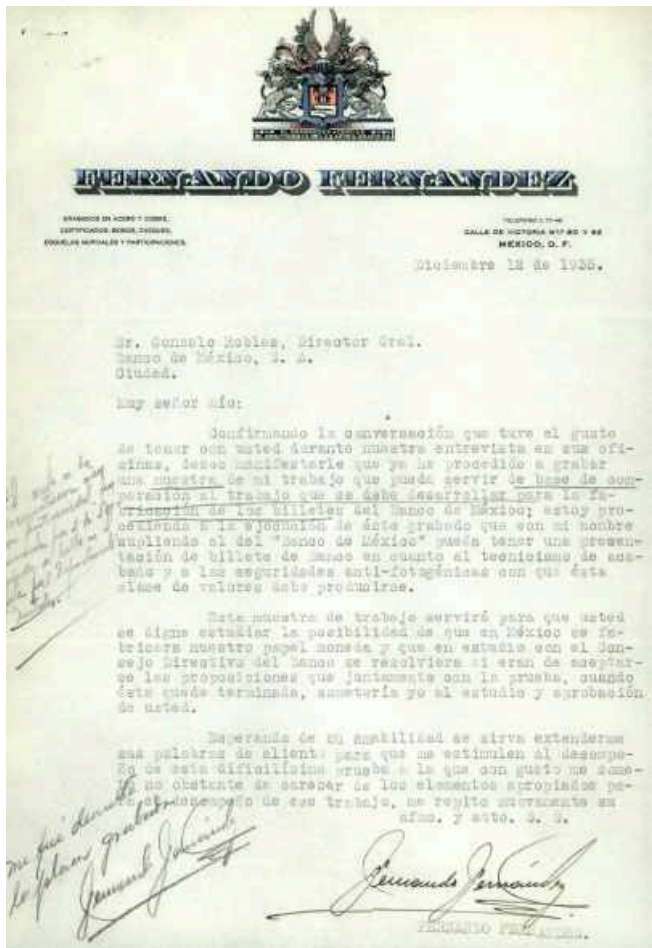 FERNANDO FERNANDEZ
GRABADOS EN ACERO Y COBRE,
CERTIFICADOS, BONOS, CHEQUES,
ESQUELAS NUPCIALES Y PARTICIPACIONES.
CALLE DE VICTORIA
MEXICO, D. F.
Diciembre 12 de 1935.
Sr. Gonzalo Robles, Director Gral.
Banco de México, S. A.
Ciudad.
Muy señor mío:
Confirmando la conversación que tuve el gusto
de tener con usted durante nuestra entrevista en sus ofi-
cinas, deseo manifestarle que ya he procedido a grabar
una muestra de mi trabajo que pueda servir de base de com-
paración al trabajo que se debe desarrollar para la fa-
bricación de los billetes del Banco de México; estoy pro-
cediendo a la ejecución de éste grabado que con mi nombre
supliendo al del "Banco de México" pueda tener una presen-
tación de billete de Banco en cuanto al tecnicismo de aca-
bado y a las seguridades anti-fotogénicas con que ésta
clase de valores debe producirse.
Esta muestra de trabajo servirá para que usted
se digne estudiar la posibilidad de que en México se fa-
bricara nuestro papel moneda y que en estudio con el Con-
sejo Directivo del Banco se resolviera si eran de aceptar-
se las proposiciones que juntamente con la prueba, cuando
ésta quede terminada, sometería yo al estudio y aprobación
de usted.
Esperando de su amabilidad se sirva extenderme
sus palabras de aliento para que me estimulen al desempe-
ño de esta dificilísima prueba a la que con gusto me some-
to no obstante de carecer de los elementos apropiados pa-
ra el desempeño de ese trabajo, me repito nuevamente su
afmo. y atto. S. S.
me fué
la placa grabada
Fernando Fernández
Fernando Fernández
FERNANDO FERNANDEZ.